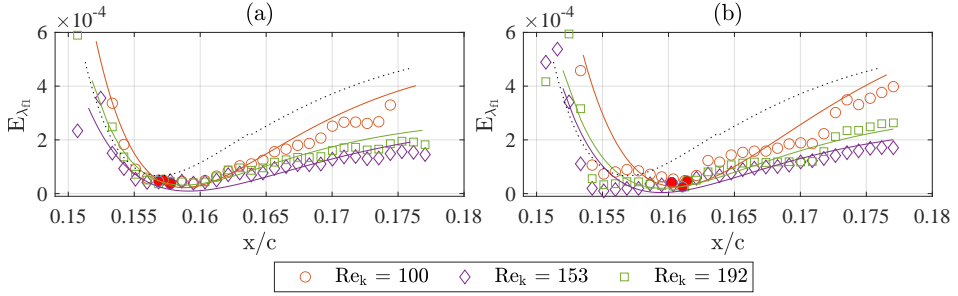 (a) (b)
×10⁻⁴ ×10⁻⁴
6 6
4 4
2 2
0 0
E_λfl E_λfl
0.15 0.155 0.16 0.165 0.17 0.175 0.18 0.15 0.155 0.16 0.165 0.17 0.175 0.18
x/c x/c
Re_k = 100 Re_k = 153 Re_k = 192